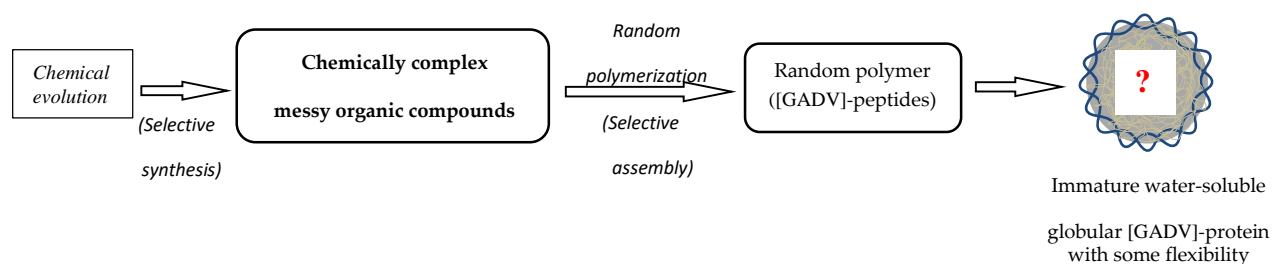 Chemical
evolution
(Selective
synthesis)
Chemically complex
messy organic compounds
Random
polymerization
(Selective
assembly)
Random polymer
([GADV]-peptides)
?
Immature water-soluble
globular [GADV]-protein
with some flexibility